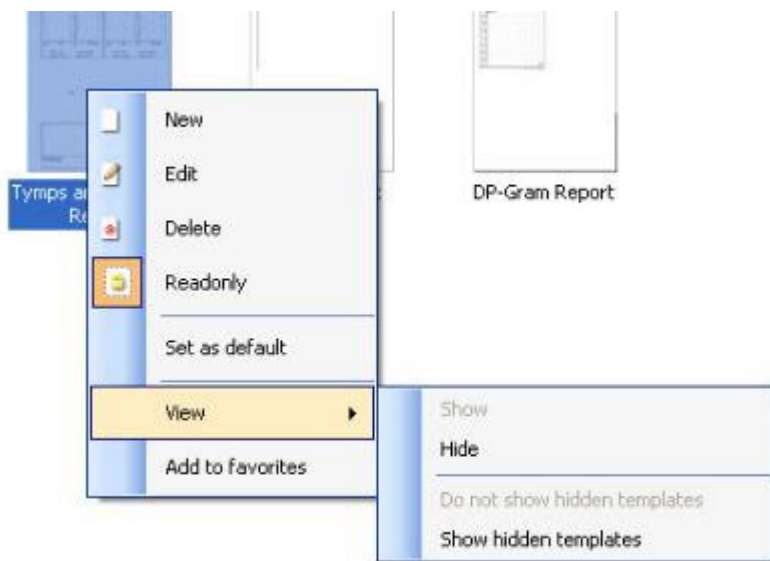 New
Edit
Tymps a
DP-Gram Report
Re
Delete
Readonly
Set as default
View
Show
Hide
Add to favorites
Do not show hidden templates
Show hidden templates